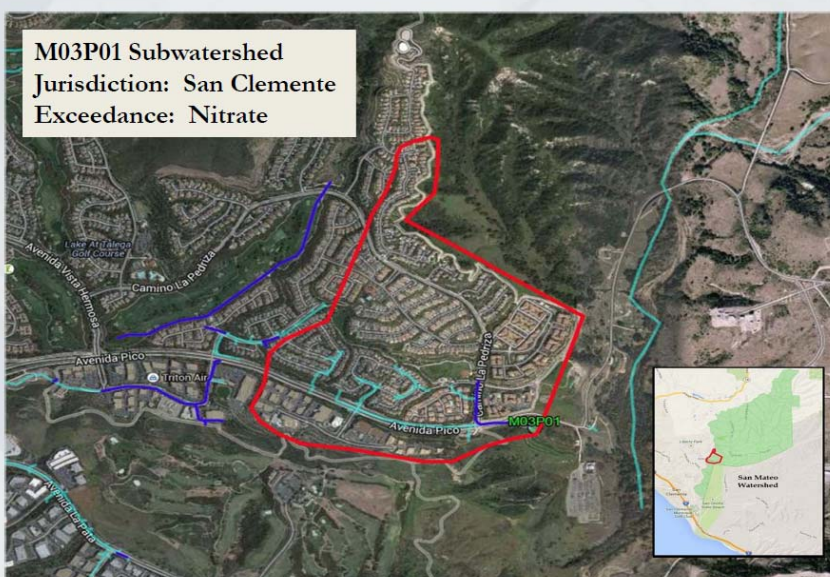 M03P01 Subwatershed
Jurisdiction: San Clemente
Exceedance: Nitrate
Lake At Talega
Golf Course
Camino La Pedriza
Avenida Vista Hermosa
Avenida Pico
Triton Air
Camino La Pedriza
Avenida Pico
M03P01
Avenida La Pata
San Mateo
Watershed
San
Clemente